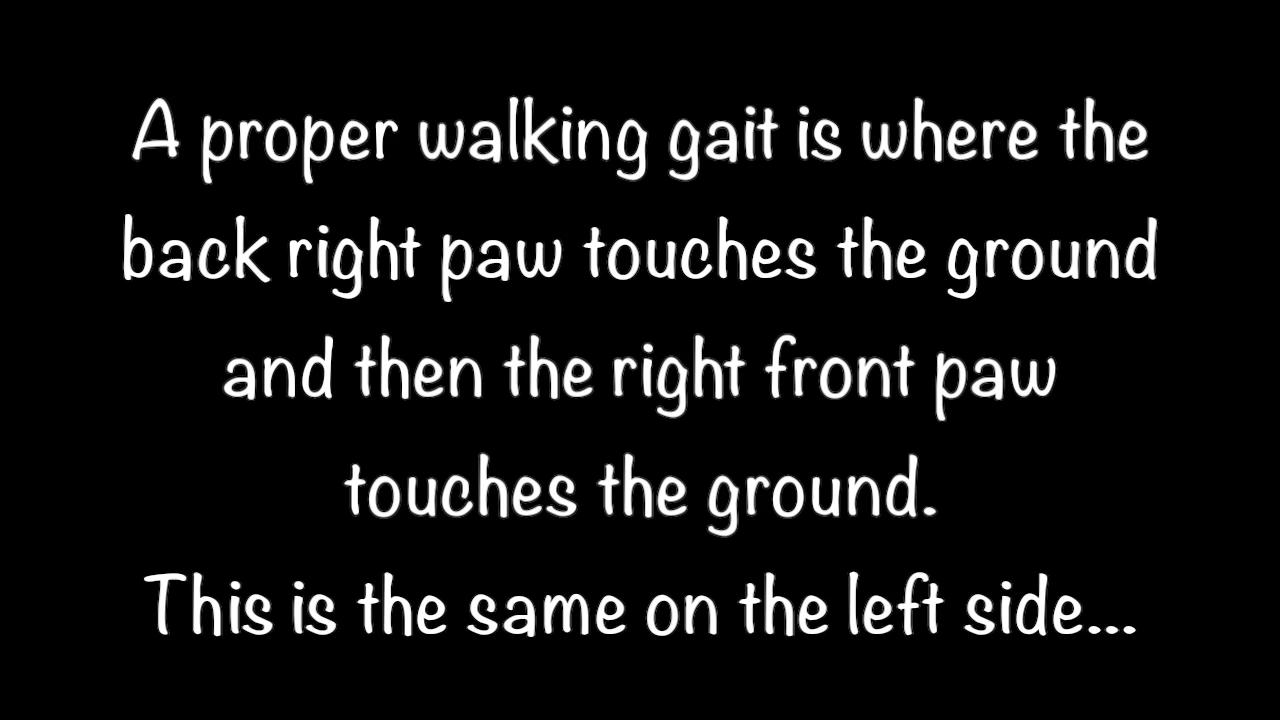 A proper walking gait is where the
back right paw touches the ground
and then the right front paw
touches the ground.
This is the same on the left side...